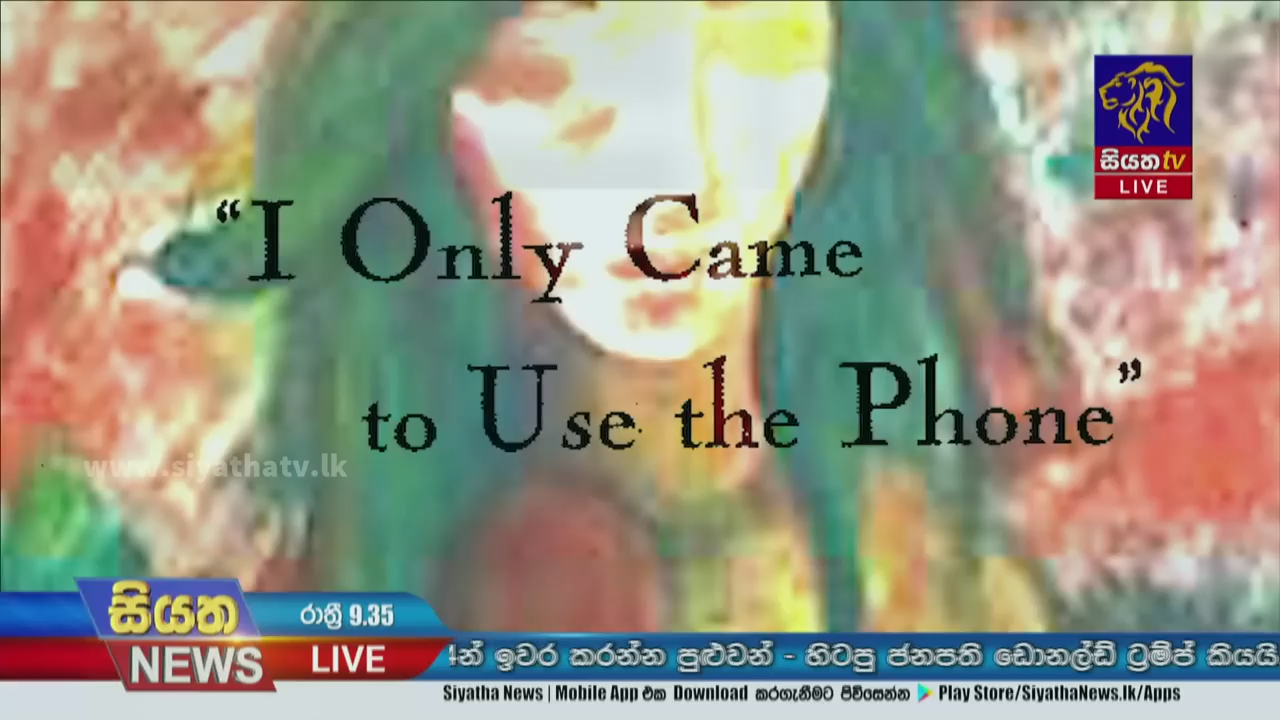 සියත tv
LIVE
“I Only Came
to Use the Phone”
www.siyathatv.lk
සියත
NEWS
රාත්‍රී 9.35
LIVE
4න් ඉවර කරන්න පුළුවන් - හිටපු ජනපති ඩොනල්ඩ් ට්‍රම්ප් කියයි
Siyatha News | Mobile App එක Download කරගැනීමට පිවිසෙන්න Play Store/SiyathaNews.lk/Apps